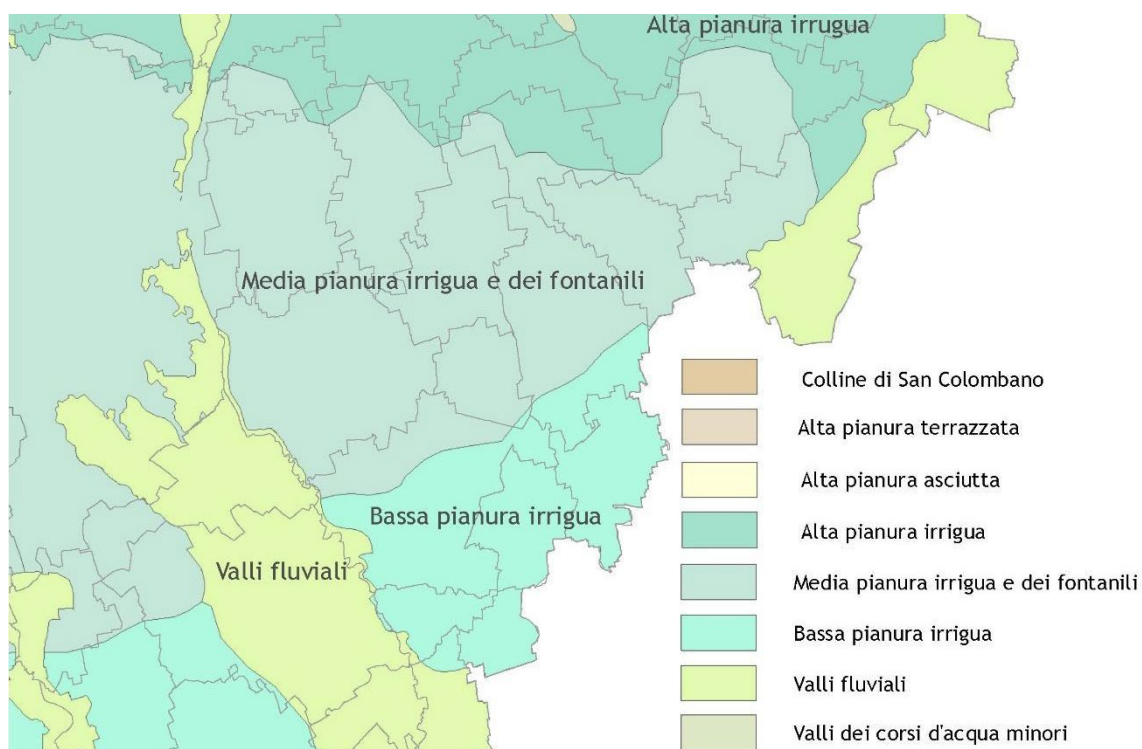 Alta pianura irrugua
Media pianura irrigua e dei fontanili
Bassa pianura irrigua
Valli fluviali
Colline di San Colombano
Alta pianura terrazzata
Alta pianura asciutta
Alta pianura irrigua
Media pianura irrigua e dei fontanili
Bassa pianura irrigua
Valli fluviali
Valli dei corsi d'acqua minori